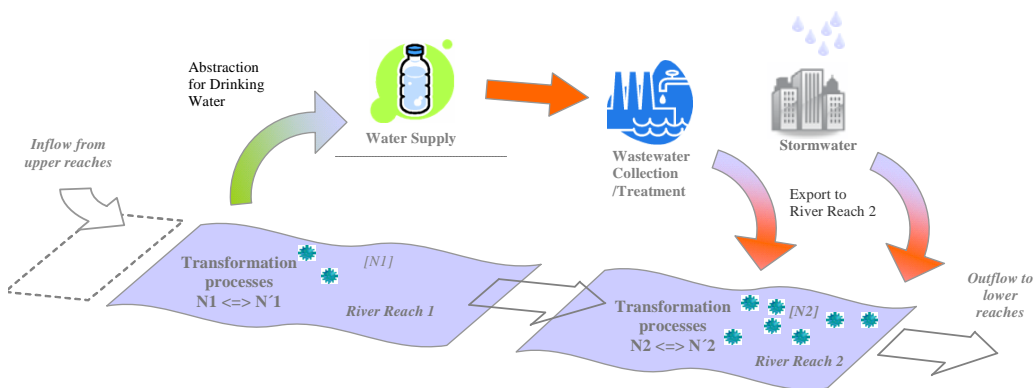 Abstraction
for Drinking
Water
Water Supply
Inflow from
upper reaches
Wastewater
Collection
/Treatment
Stormwater
Export to
River Reach 2
Transformation
processes
N1 <=> N´1
[N1]
River Reach 1
Transformation
processes
N2 <=> N´2
[N2]
River Reach 2
Outflow to
lower
reaches